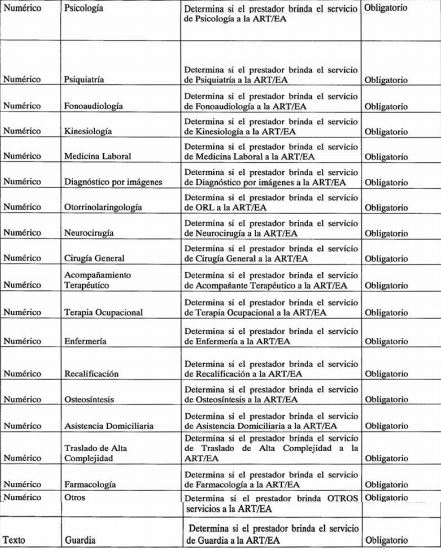 Numérico Psicología Determina si el prestador brinda el servicio Obligatorio
de Psicología a la ART/EA
Determina si el prestador brinda el servicio
Numérico Psiquiatría de Psiquiatría a la ART/EA Obligatorio
Determina si el prestador brinda el servicio
Numérico Fonoaudiología de Fonoaudiología a la ART/EA Obligatorio
Determina si el prestador brinda el servicio
Numérico Kinesiología de Kinesiología a la ART/EA Obligatorio
Determina si el prestador brinda el servicio
Numérico Medicina Laboral de Medicina Laboral a la ART/EA Obligatorio
Determina si el prestador brinda el servicio
Numérico Diagnóstico por imágenes de Diagnóstico por imágenes a la ART/EA Obligatorio
Determina si el prestador brinda el servicio
Numérico Otorrinolaringología de ORL a la ART/EA Obligatorio
Determina si el prestador brinda el servicio
Numérico Neurocirugía de Neurocirugía a la ART/EA Obligatorio
Determina si el prestador brinda el servicio
Numérico Cirugía General de Cirugía General a la ART/EA Obligatorio
Acompañamiento Determina si el prestador brinda el servicio
Numérico Terapéutico de Acompañante Terapéutico a la ART/EA Obligatorio
Determina si el prestador brinda el servicio
Numérico Terapia Ocupacional de Terapia Ocupacional a la ART/EA Obligatorio
Determina si el prestador brinda el servicio
Numérico Enfermería de Enfermería a la ART/EA Obligatorio
Determina si el prestador brinda el servicio
Numérico Recalificación de Recalificación a la ART/EA Obligatorio
Determina si el prestador brinda el servicio
Numérico Osteosíntesis de Osteosíntesis a la ART/EA Obligatorio
Determina si el prestador brinda el servicio
Numérico Asistencia Domiciliaria de Asistencia Domiciliaria a la ART/EA Obligatorio
Determina si el prestador brinda el servicio
Traslado de Alta de Traslado de Alta Complejidad a la
Numérico Complejidad ART/EA Obligatorio
Determina si el prestador brinda el servicio
Numérico Farmacología de Farmacología a la ART/EA Obligatorio
Numérico Otros Determina si el prestador brinda OTROS Obligatorio
servicios a la ART/EA
Determina si el prestador brinda el servicio
Texto Guardia de Guardia a la ART/EA Obligatorio